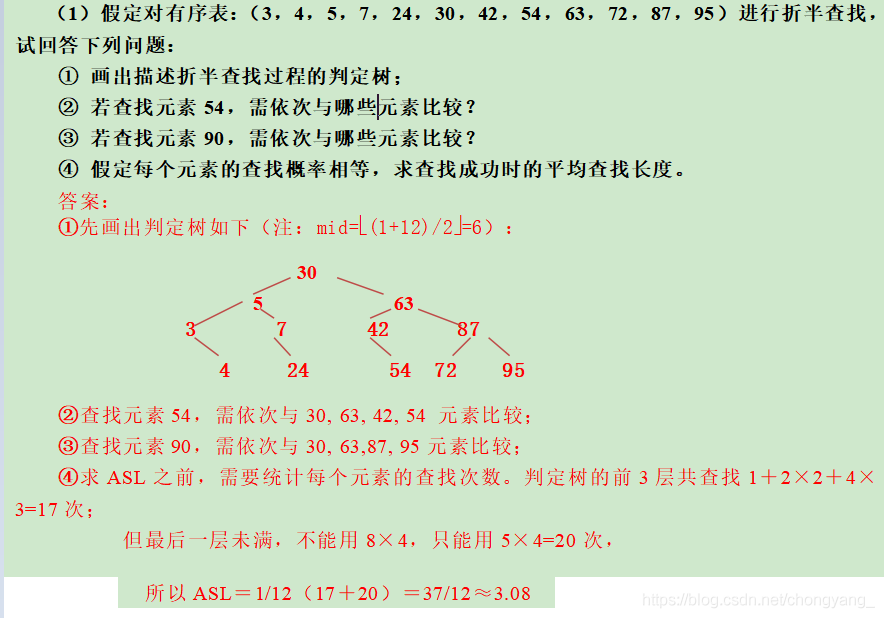 （1）假定对有序表：（3，4，5，7，24，30，42，54，63，72，87，95）进行折半查找，
试回答下列问题：
① 画出描述折半查找过程的判定树；
② 若查找元素 54，需依次与哪些元素比较？
③ 若查找元素 90，需依次与哪些元素比较？
④ 假定每个元素的查找概率相等，求查找成功时的平均查找长度。
答案：
①先画出判定树如下（注：mid=⌊(1+12)/2⌋=6）：
30
5 63
3 7 42 87
4 24 54 72 95
②查找元素 54，需依次与 30, 63, 42, 54 元素比较；
③查找元素 90，需依次与 30, 63,87, 95 元素比较；
④求 ASL 之前，需要统计每个元素的查找次数。判定树的前 3 层共查找 1＋2×2＋4×
3=17 次；
但最后一层未满，不能用 8×4，只能用 5×4=20 次，
所以 ASL＝1/12（17＋20）＝37/12≈3.08
https://blog.csdn.net/chongyang_